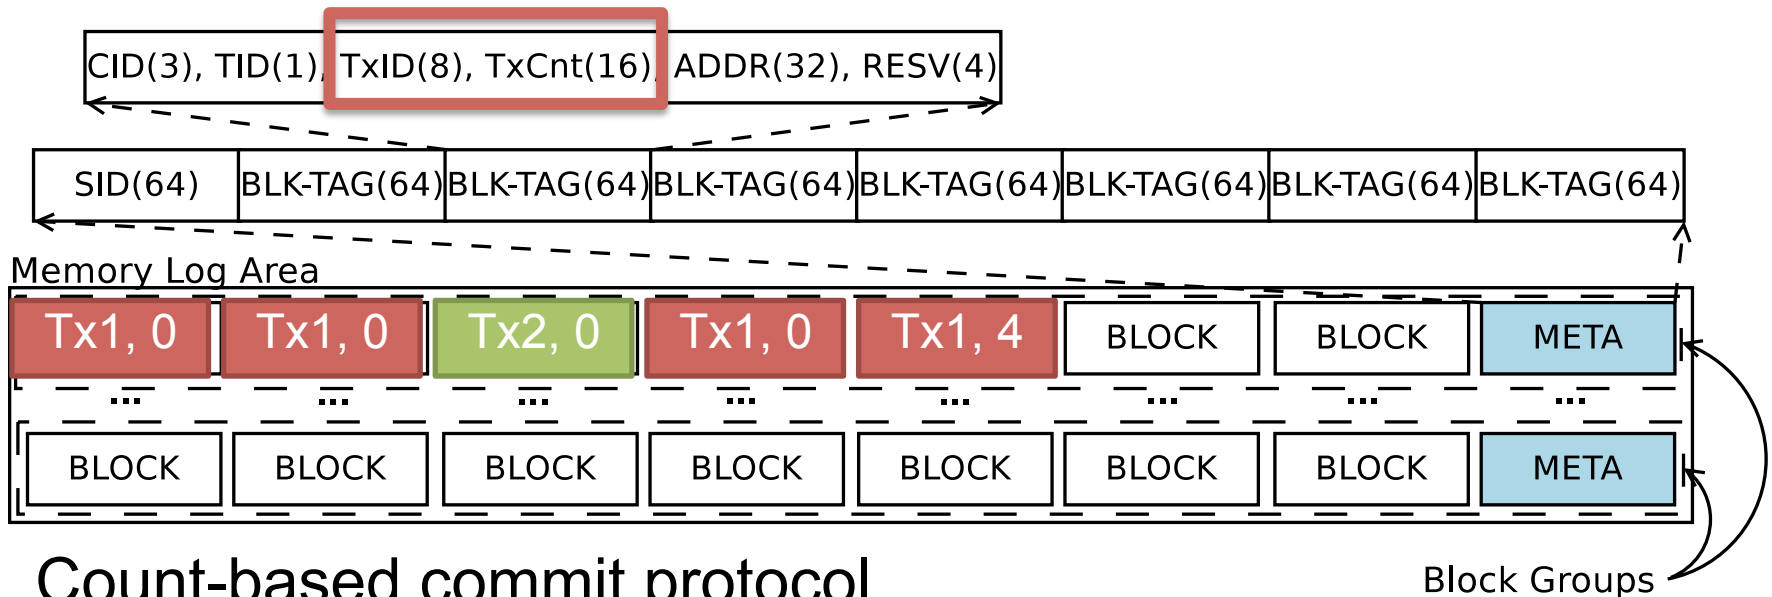 CID(3), TID(1), TxID(8), TxCnt(16), ADDR(32), RESV(4)
SID(64) BLK-TAG(64) BLK-TAG(64) BLK-TAG(64) BLK-TAG(64) BLK-TAG(64) BLK-TAG(64) BLK-TAG(64)
Memory Log Area
Tx1, 0 Tx1, 0 Tx2, 0 Tx1, 0 Tx1, 4 BLOCK BLOCK META
... ... ... ... ... ... ... ...
BLOCK BLOCK BLOCK BLOCK BLOCK BLOCK BLOCK META
Count-based commit protocol
Block Groups